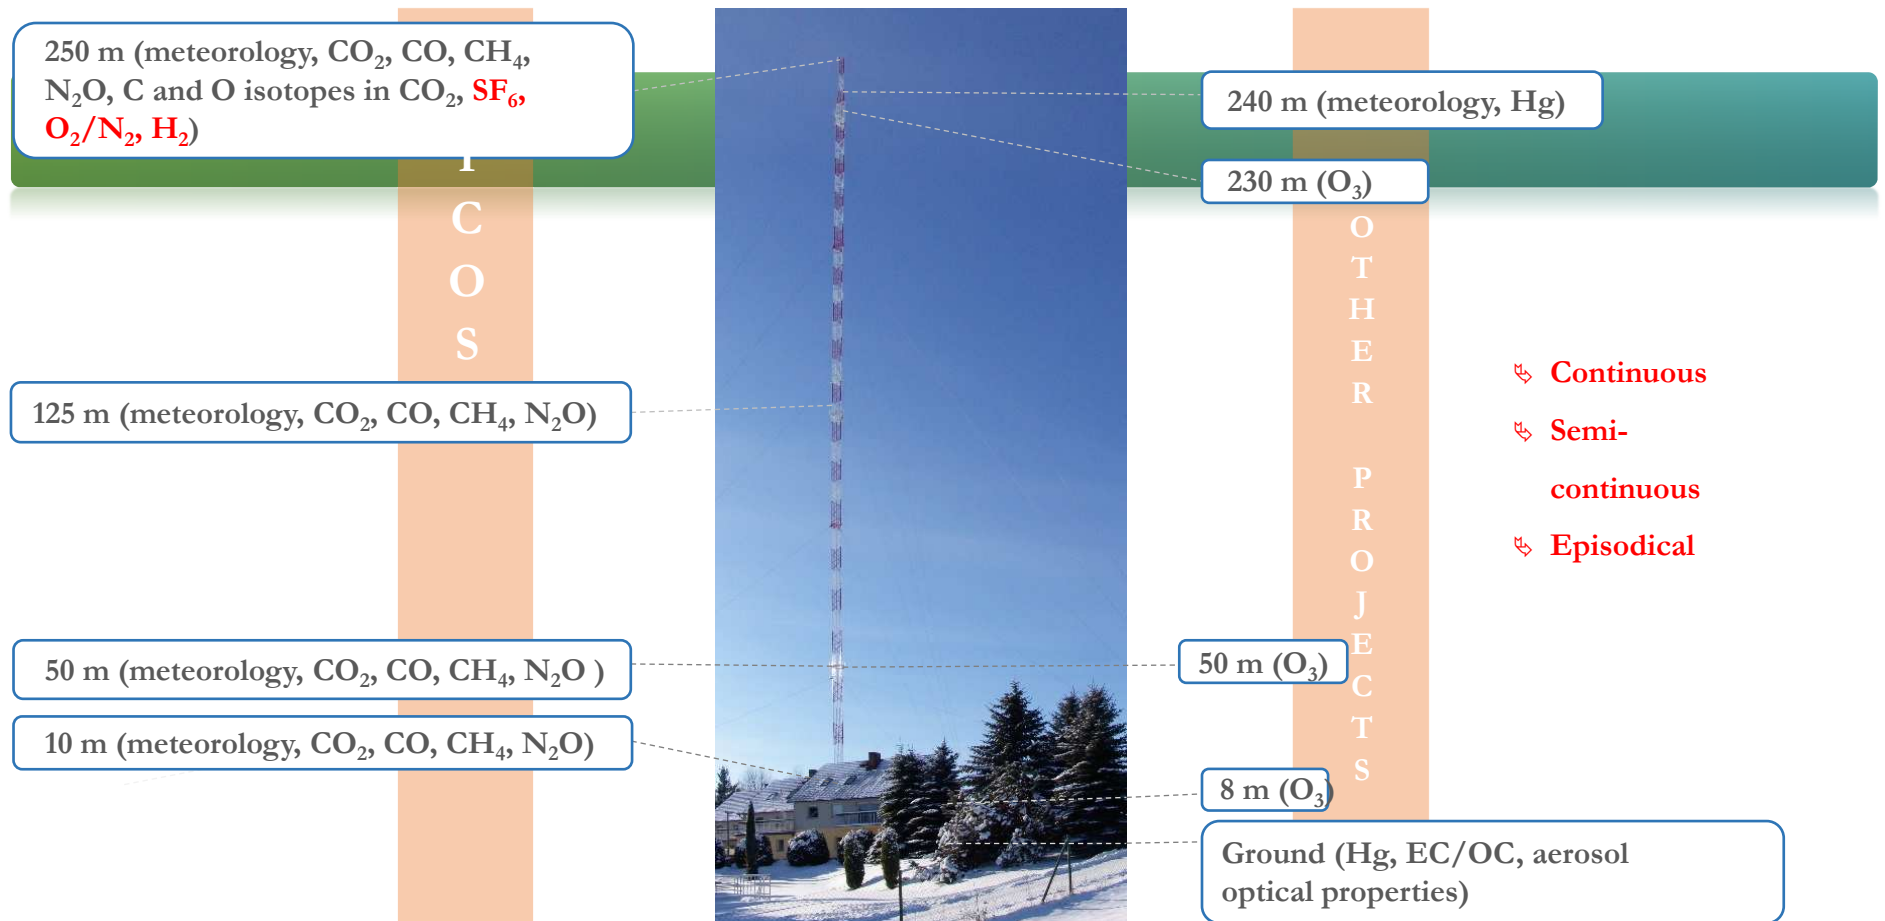 250 m (meteorology, CO₂, CO, CH₄,
N₂O, C and O isotopes in CO₂, SF₆,
O₂/N₂, H₂)
I
C
O
S
125 m (meteorology, CO₂, CO, CH₄, N₂O)
50 m (meteorology, CO₂, CO, CH₄, N₂O )
10 m (meteorology, CO₂, CO, CH₄, N₂O)
240 m (meteorology, Hg)
230 m (O₃)
O
T
H
E
R
P
R
O
J
E
C
T
S
50 m (O₃)
8 m (O₃)
Ground (Hg, EC/OC, aerosol
optical properties)
Continuous
Semi-
continuous
Episodical